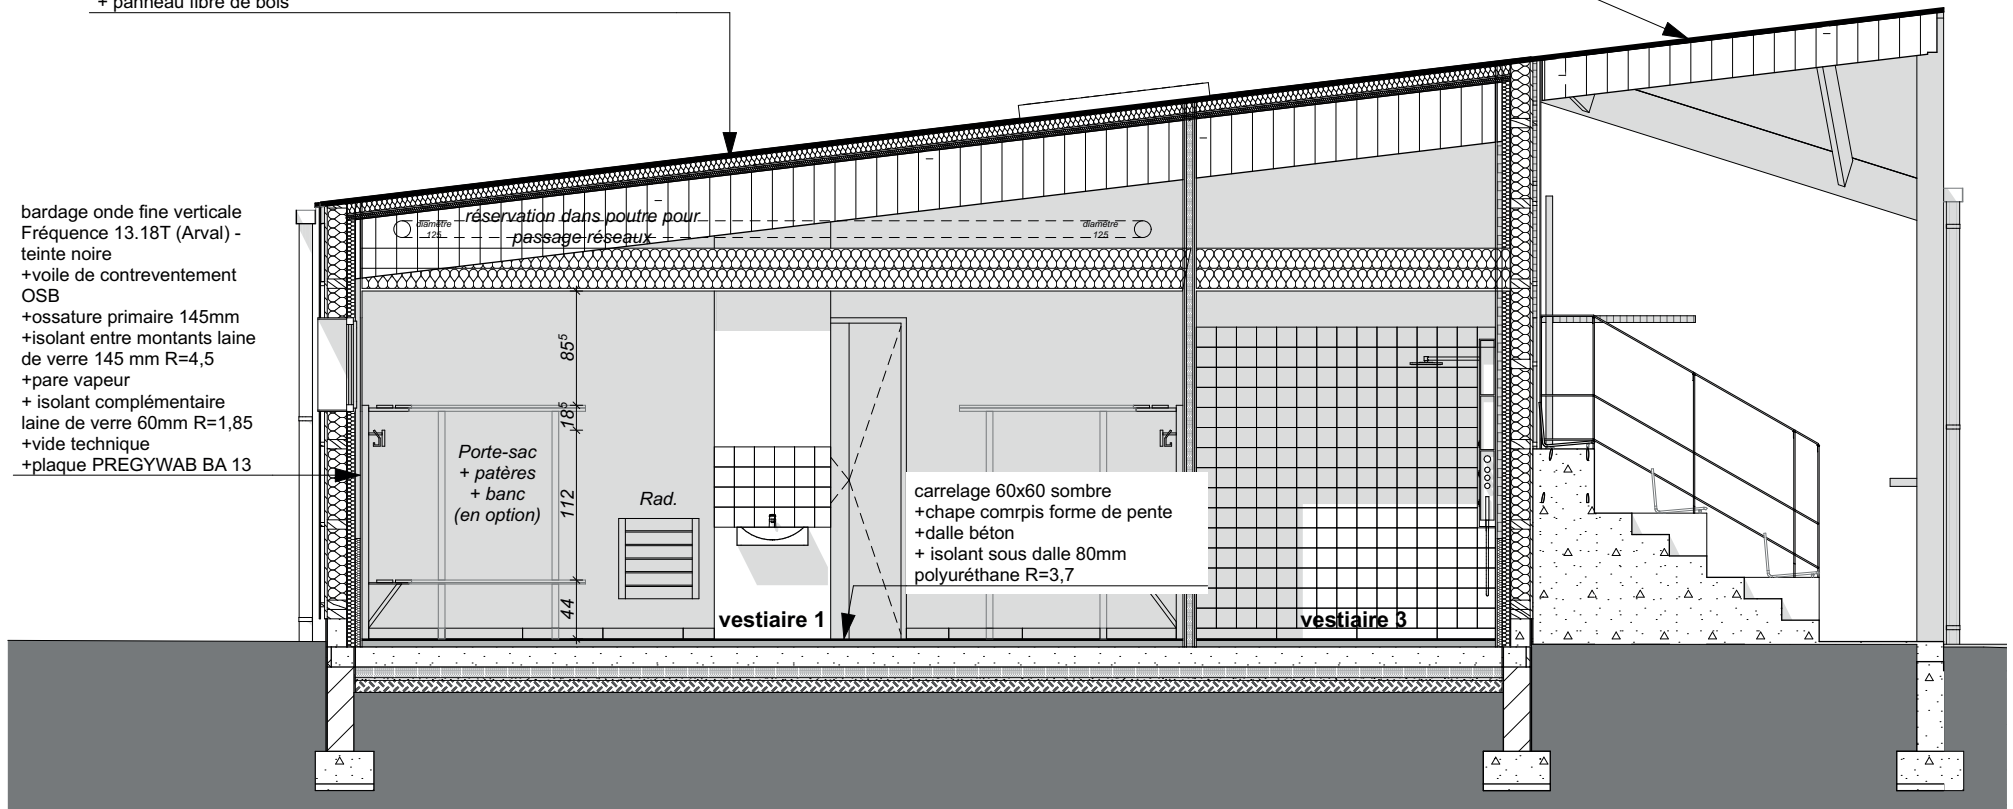 + panneau fibre de bois
bardage onde fine verticale
Fréquence 13.18T (Arval) -
teinte noire
+voile de contreventement
OSB
+ossature primaire 145mm
+isolant entre montants laine
de verre 145 mm R=4,5
+pare vapeur
+ isolant complémentaire
laine de verre 60mm R=1,85
+vide technique
+plaque PREGYWAB BA 13
réservation dans poutre pour
passage réseaux
diamètre
125
diamètre
125
85⁵
18⁵
112
44
Porte-sac
+ patères
+ banc
(en option)
Rad.
carrelage 60x60 sombre
+chape comrpis forme de pente
+dalle béton
+ isolant sous dalle 80mm
polyuréthane R=3,7
vestiaire 1
vestiaire 3